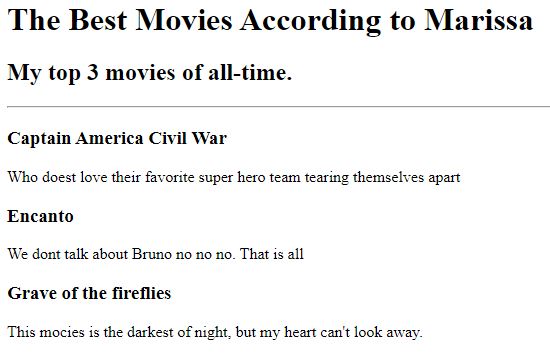 The Best Movies According to Marissa
My top 3 movies of all-time.
Captain America Civil War
Who doest love their favorite super hero team tearing themselves apart
Encanto
We dont talk about Bruno no no no. That is all
Grave of the fireflies
This mocies is the darkest of night, but my heart can't look away.